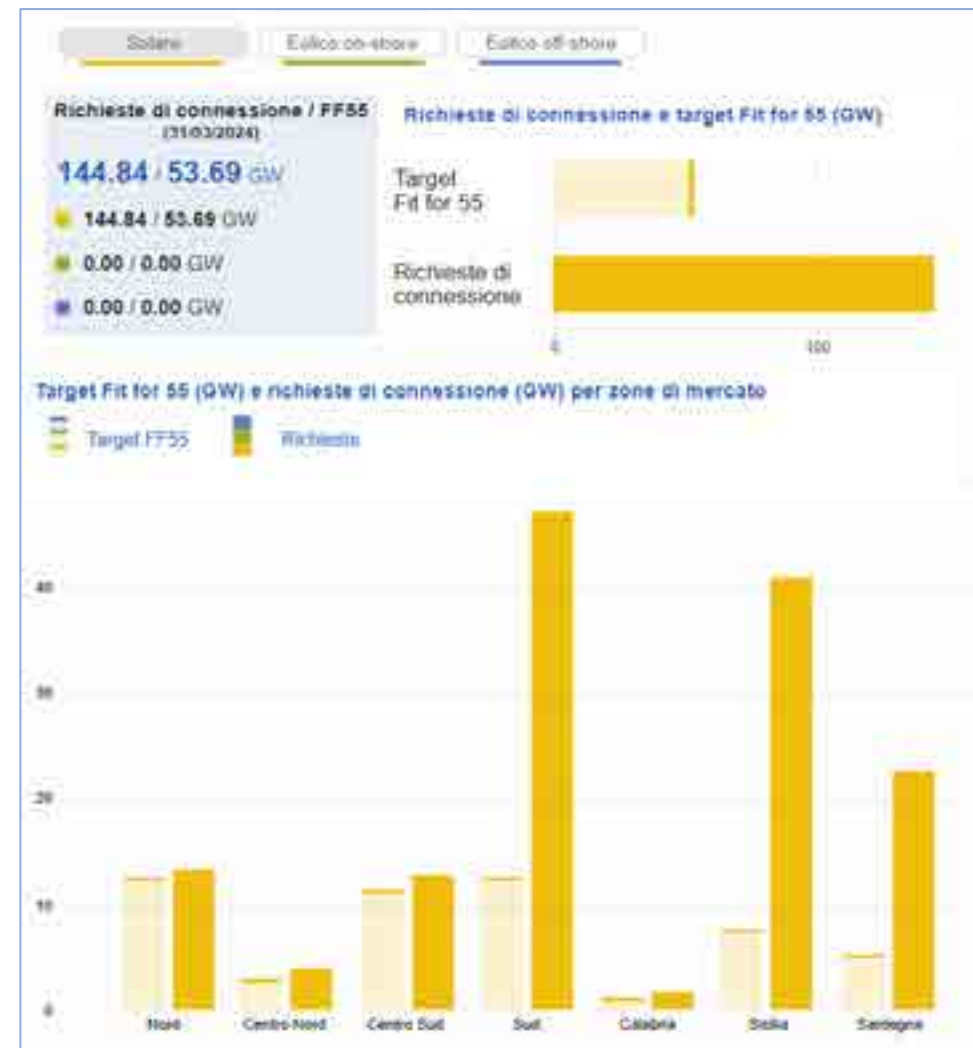 Solare
Eolico on-shore
Eolico off-shore
Richieste di connessione / FF55
(31/03/2024)
144.84 / 53.69 GW
144.84 / 53.69 GW
0.00 / 0.00 GW
0.00 / 0.00 GW
Richieste di connessione e target Fit for 55 (GW)
Target
Fit for 55
Richieste di
connessione
0
100
Target Fit for 55 (GW) e richieste di connessione (GW) per zone di mercato
Target FF55
Richieste
40
30
20
10
0
Nord
Centro Nord
Centro Sud
Sud
Calabria
Sicilia
Sardegna